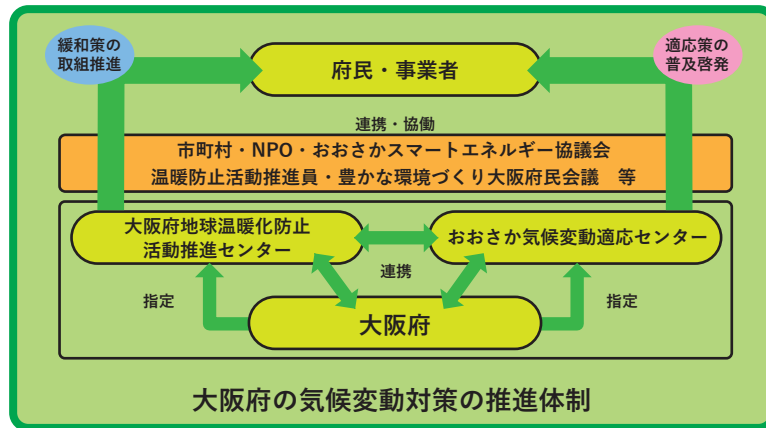 緩和策の
取組推進
府民・事業者
適応策の
普及啓発
連携・協働
市町村・NPO・おおさかスマートエネルギー協議会
温暖防止活動推進員・豊かな環境づくり大阪府民会議　等
大阪府地球温暖化防止
活動推進センター
おおさか気候変動適応センター
連携
指定
指定
大阪府
大阪府の気候変動対策の推進体制